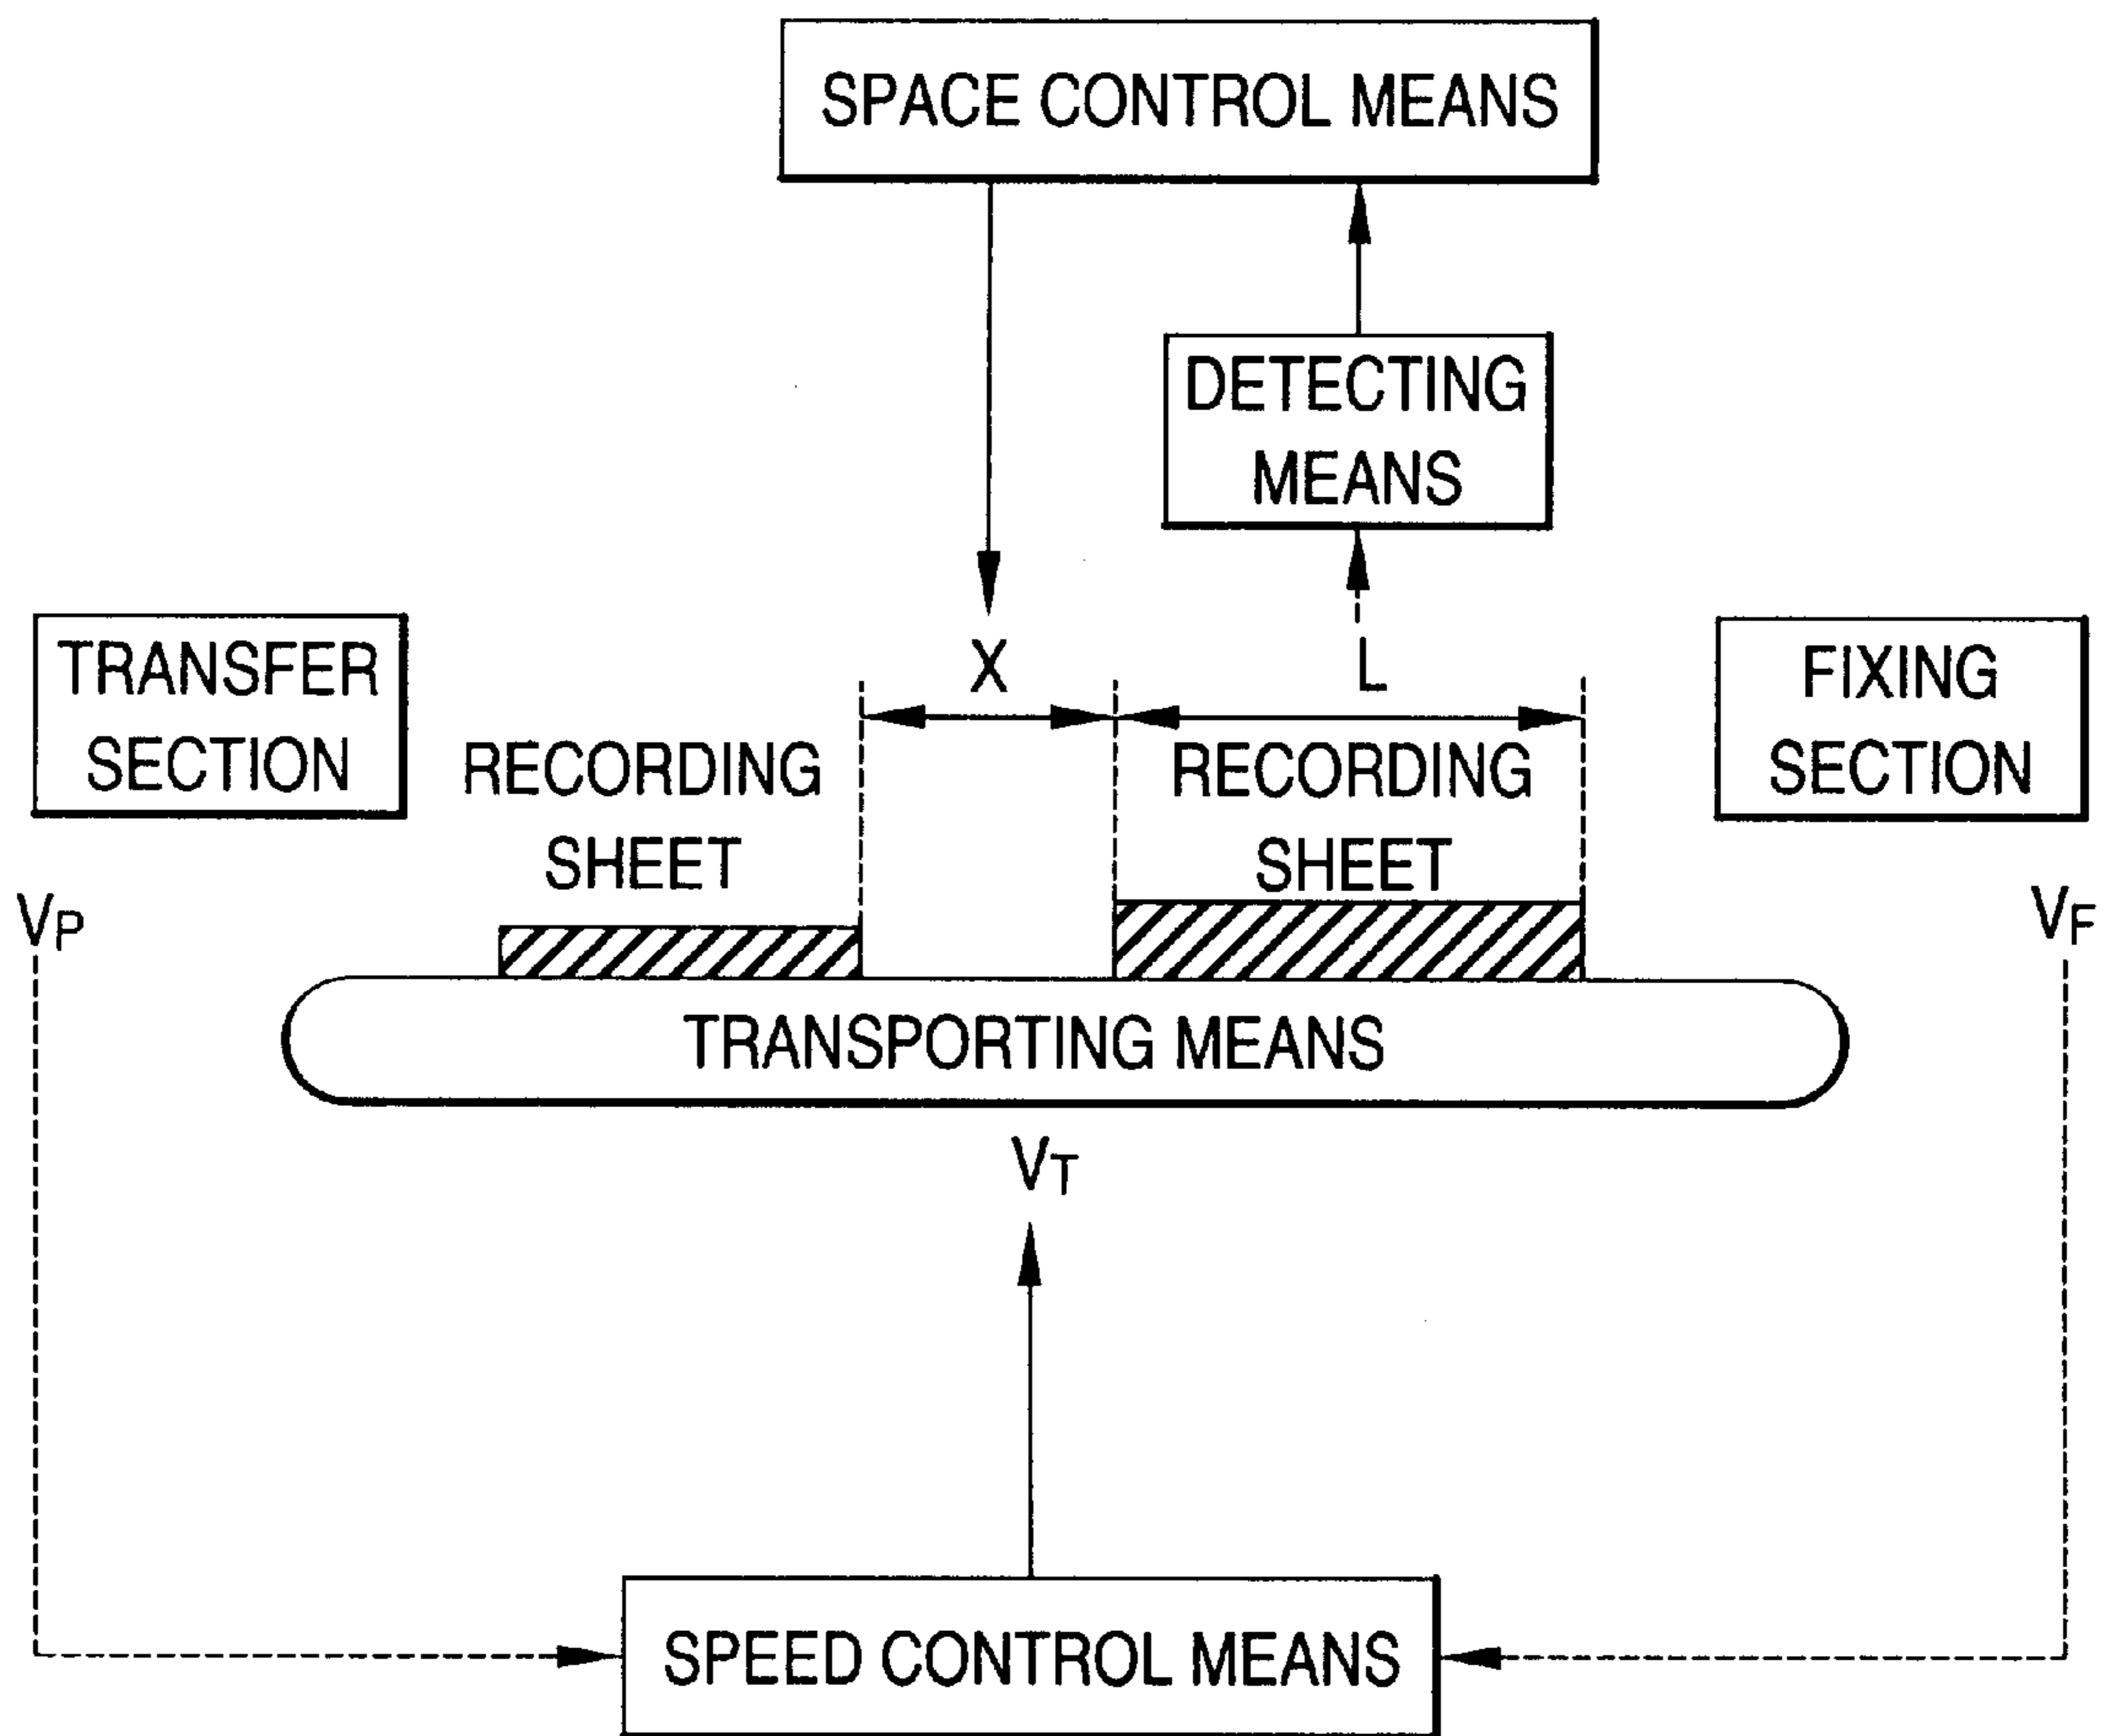 SPACE CONTROL MEANS
DETECTING
MEANS
TRANSFER
SECTION
X
L
FIXING
SECTION
RECORDING
SHEET
RECORDING
SHEET
VP
VF
TRANSPORTING MEANS
VT
SPEED CONTROL MEANS